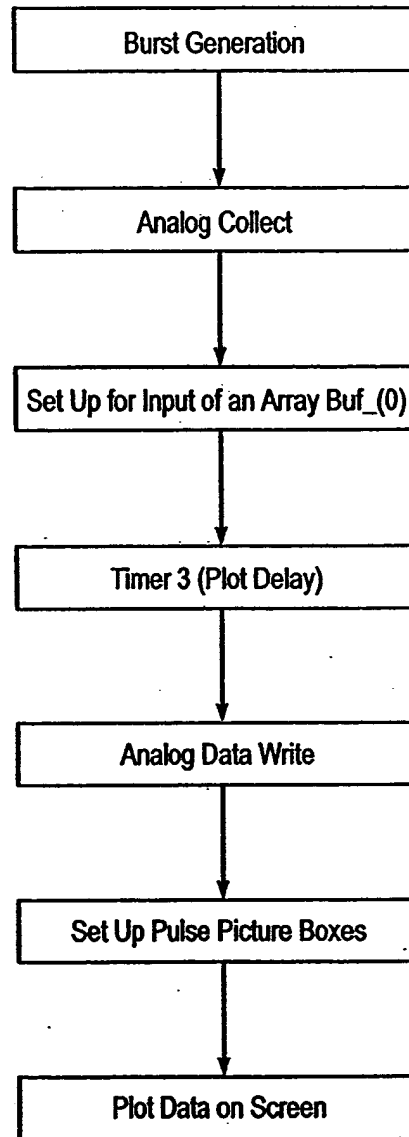 Burst Generation
Analog Collect
Set Up for Input of an Array Buf_(0)
Timer 3 (Plot Delay)
Analog Data Write
Set Up Pulse Picture Boxes
Plot Data on Screen